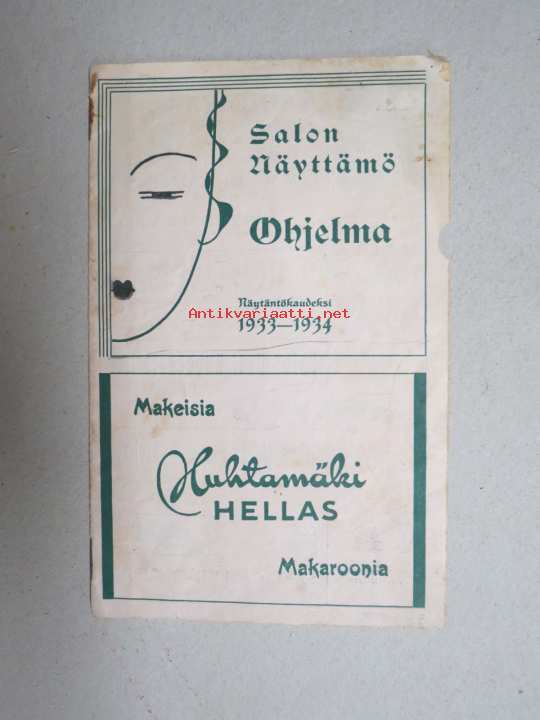 Salon
Näyttämö
Ohjelma
Näytäntökaudeksi
Antikvariaatti.net
1933—1934
Makeisia
Huhtamäki
HELLAS
Makaroonia